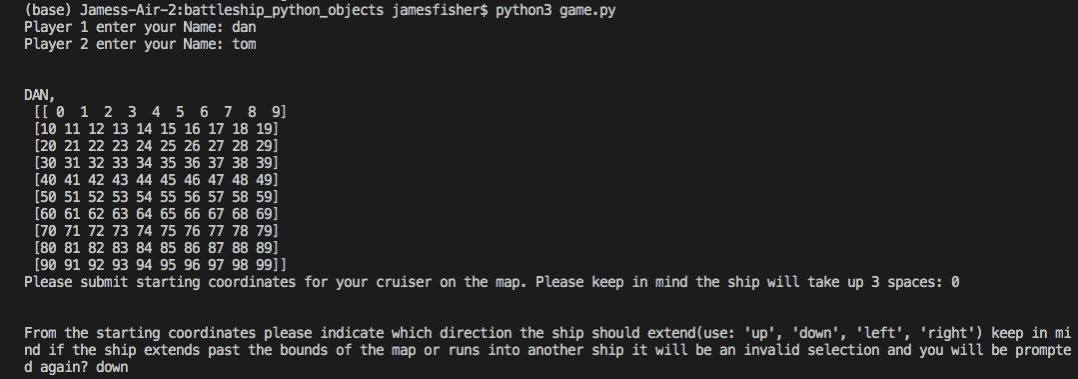 (base) Jamess-Air-2:battleship_python_objects jamesfisher$ python3 game.py
Player 1 enter your Name: dan
Player 2 enter your Name: tom
DAN,
[[ 0 1 2 3 4 5 6 7 8 9]
[10 11 12 13 14 15 16 17 18 19]
[20 21 22 23 24 25 26 27 28 29]
[30 31 32 33 34 35 36 37 38 39]
[40 41 42 43 44 45 46 47 48 49]
[50 51 52 53 54 55 56 57 58 59]
[60 61 62 63 64 65 66 67 68 69]
[70 71 72 73 74 75 76 77 78 79]
[80 81 82 83 84 85 86 87 88 89]
[90 91 92 93 94 95 96 97 98 99]]
Please submit starting coordinates for your cruiser on the map. Please keep in mind the ship will take up 3 spaces: 0
From the starting coordinates please indicate which direction the ship should extend(use: 'up', 'down', 'left', 'right') keep in mi
nd if the ship extends past the bounds of the map or runs into another ship it will be an invalid selection and you will be prompte
d again? down